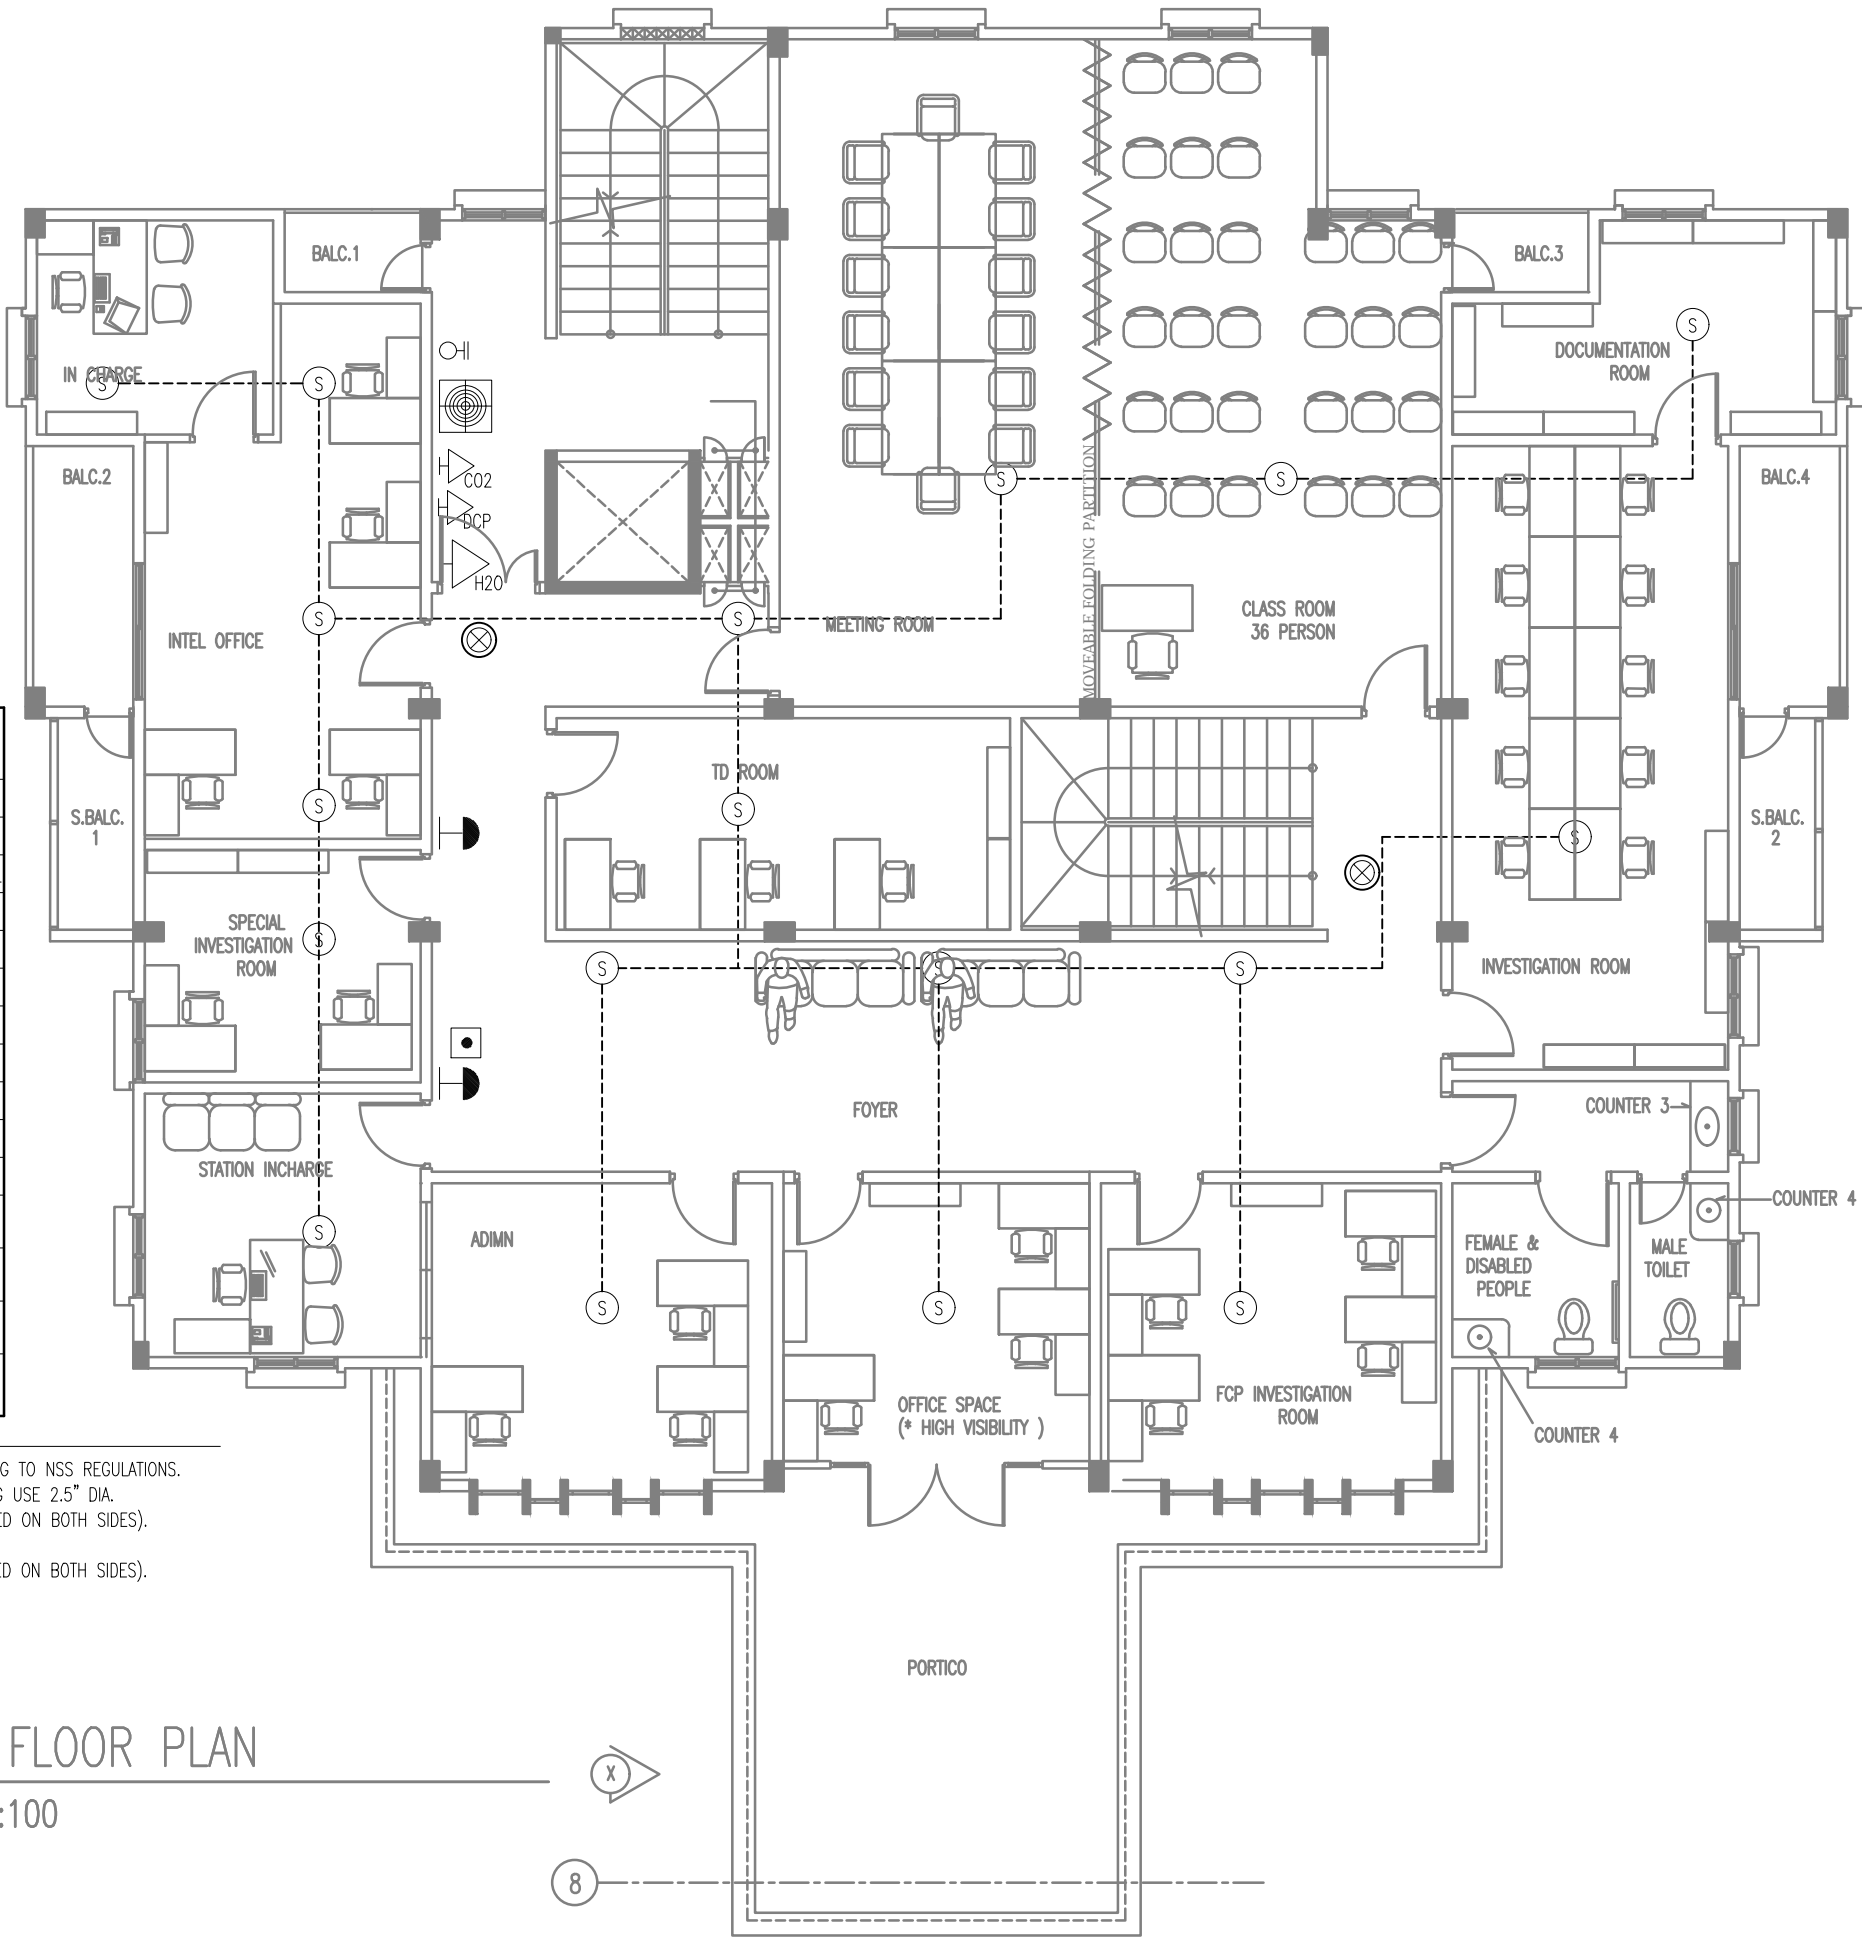 BALC.1
BALC.3
S
DOCUMENTATION
ROOM
IN CHARGE
S
S
CO2
DCP
H2O
BALC.2
S
S
BALC.4
MOVEABLE FOLDING PARTITION
CLASS ROOM
36 PERSON
S
S
MEETING ROOM
INTEL OFFICE
TD ROOM
S
S
S.BALC.
1
S.BALC.
2
S
SPECIAL
INVESTIGATION
ROOM
S
S
S
S
INVESTIGATION ROOM
FOYER
COUNTER 3
STATION INCHARGE
S
COUNTER 4
ADIMN
FEMALE &
DISABLED
PEOPLE
MALE
TOILET
S
S
S
OFFICE SPACE
(* HIGH VISIBILITY )
FCP INVESTIGATION
ROOM
COUNTER 4
G TO NSS REGULATIONS.
G USE 2.5" DIA.
ED ON BOTH SIDES).
ED ON BOTH SIDES).
PORTICO
FLOOR PLAN
X
:100
8